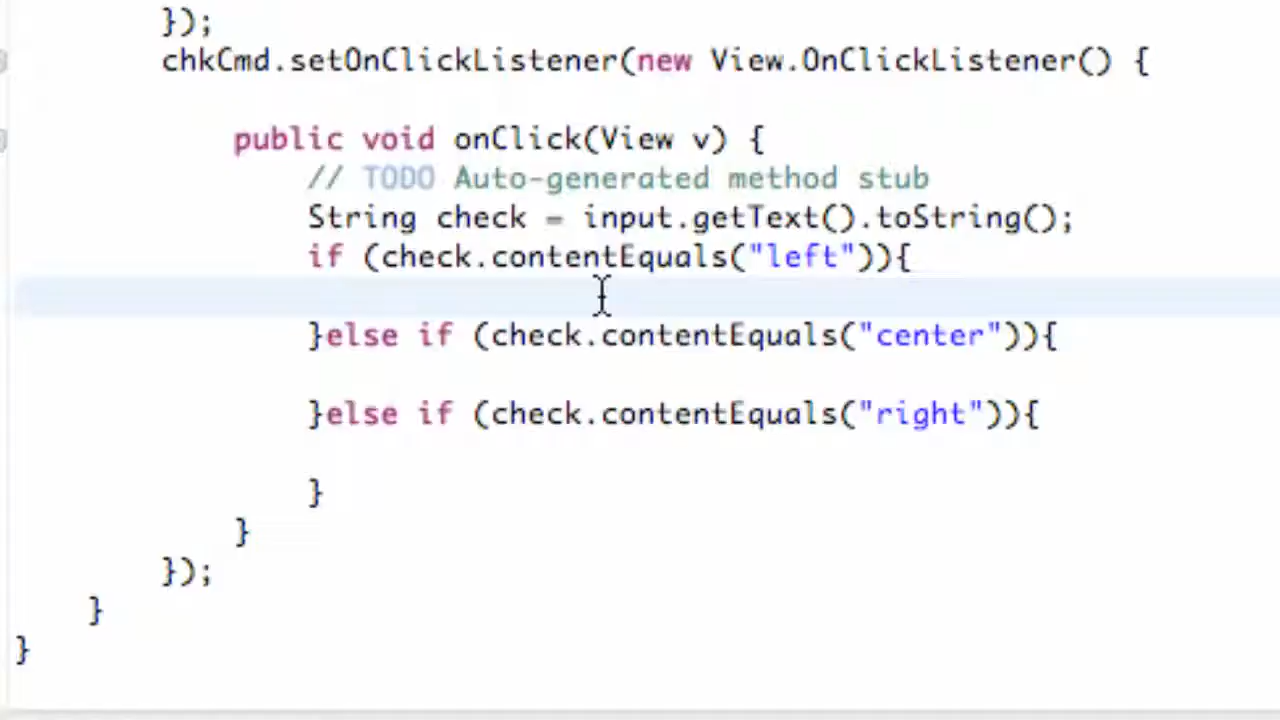 });
chkCmd.setOnClickListener(new View.OnClickListener() {
public void onClick(View v) {
// TODO Auto-generated method stub
String check = input.getText().toString();
if (check.contentEquals("left")){
}else if (check.contentEquals("center")){
}else if (check.contentEquals("right")){
}
}
});
}
}